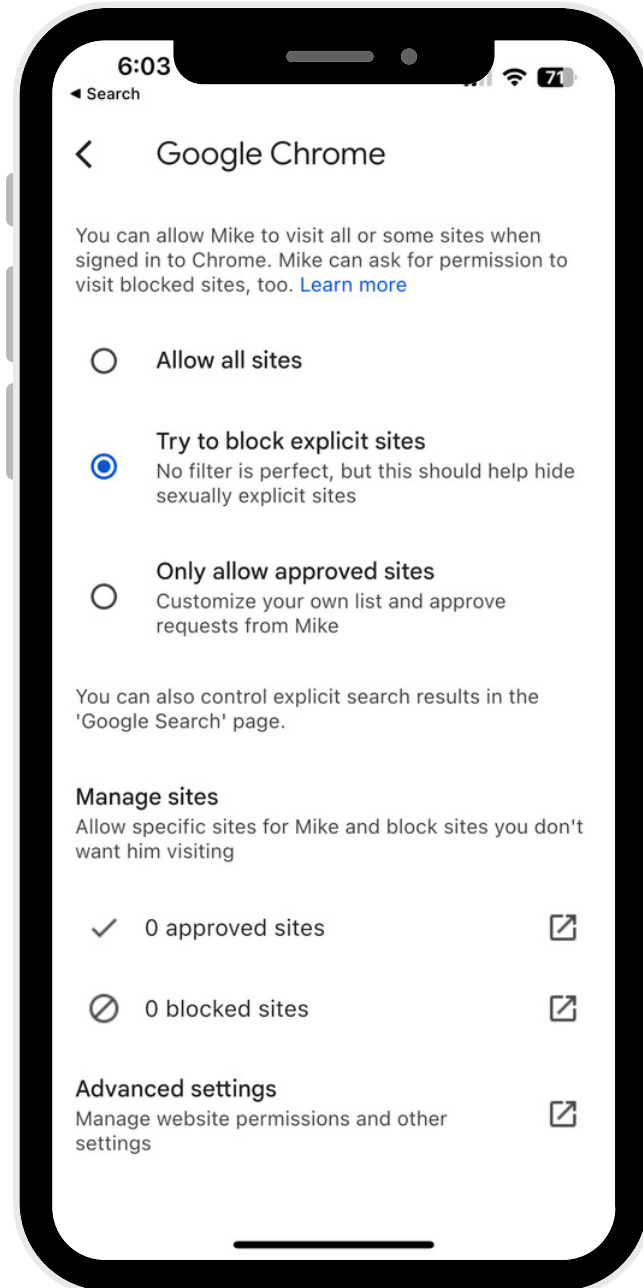 6:03
71
◀ Search
Google Chrome
You can allow Mike to visit all or some sites when
signed in to Chrome. Mike can ask for permission to
visit blocked sites, too. Learn more
Allow all sites
Try to block explicit sites
No filter is perfect, but this should help hide
sexually explicit sites
Only allow approved sites
Customize your own list and approve
requests from Mike
You can also control explicit search results in the
'Google Search' page.
Manage sites
Allow specific sites for Mike and block sites you don't
want him visiting
0 approved sites
0 blocked sites
Advanced settings
Manage website permissions and other
settings